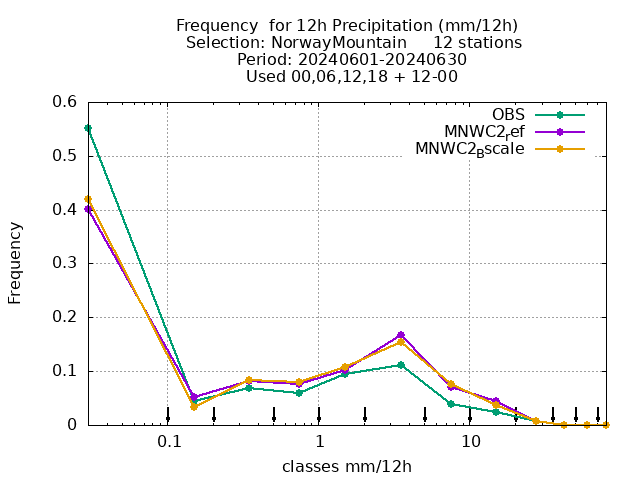 Frequency  for 12h Precipitation (mm/12h)
Selection: NorwayMountain     12 stations
Period: 20240601-20240630
Used 00,06,12,18 + 12-00
OBS
MNWC2_ref
MNWC2_Bscale
0.6
0.5
0.4
0.3
0.2
0.1
0
Frequency
0.1
1
10
classes mm/12h